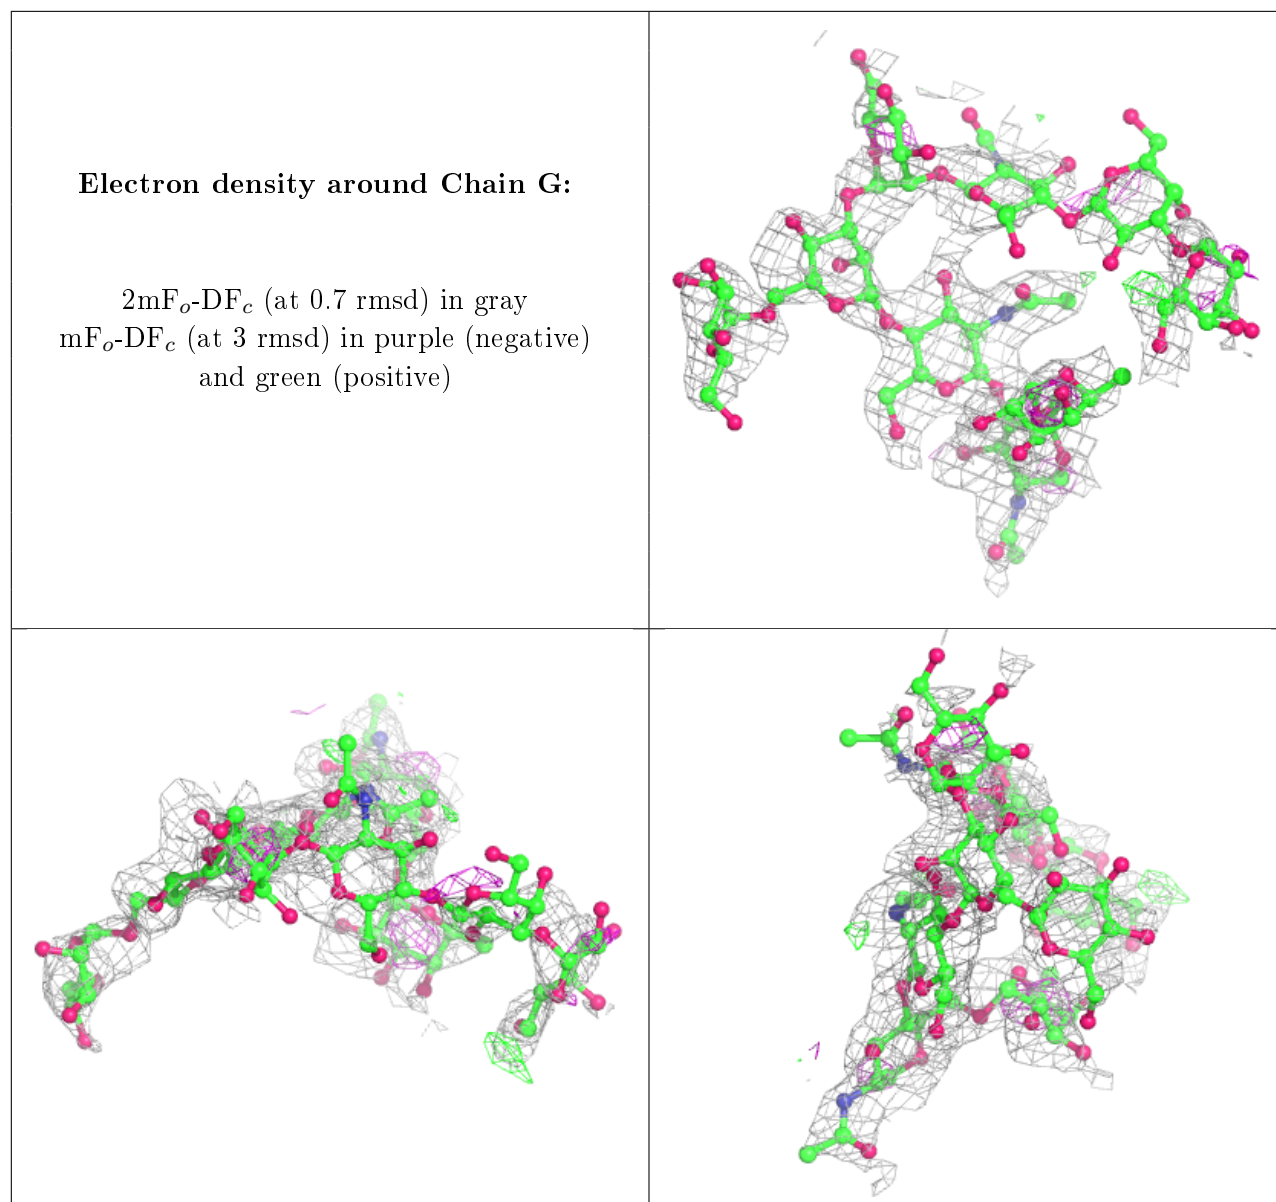 Electron density around Chain G:
2mFₒ-DF𝒸 (at 0.7 rmsd) in gray
mFₒ-DF𝒸 (at 3 rmsd) in purple (negative)
and green (positive)